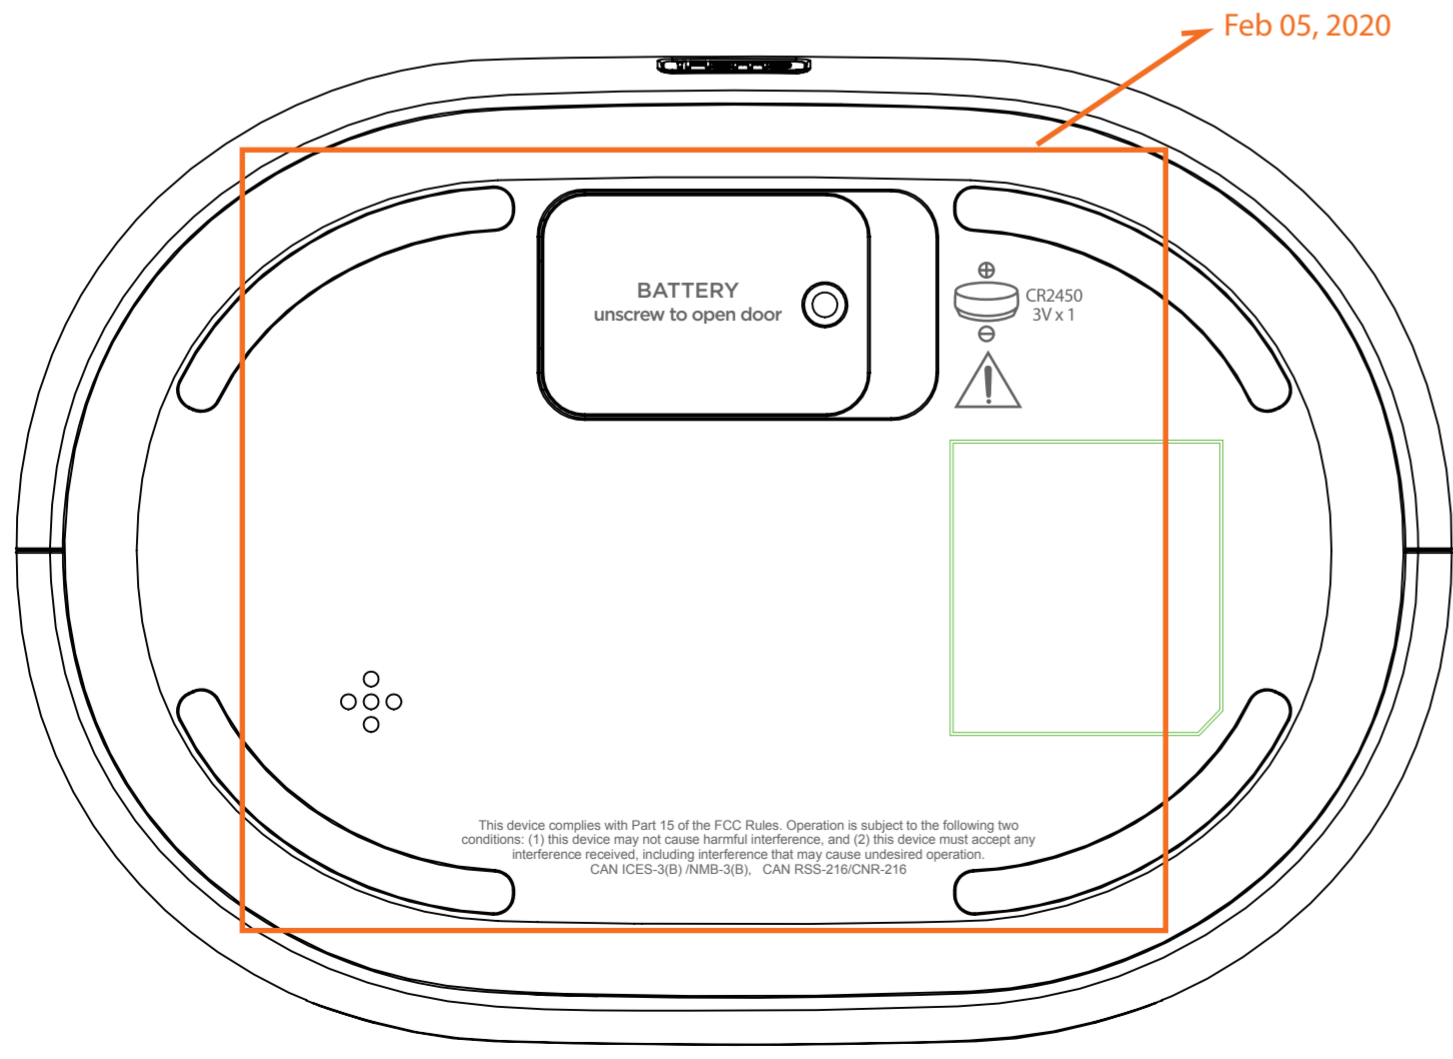 Feb 05, 2020
BATTERY
unscrew to open door
CR2450
3V x 1
This device complies with Part 15 of the FCC Rules. Operation is subject to the following two
conditions: (1) this device may not cause harmful interference, and (2) this device must accept any
interference received, including interference that may cause undesired operation.
CAN ICES-3(B) /NMB-3(B), CAN RSS-216/CNR-216